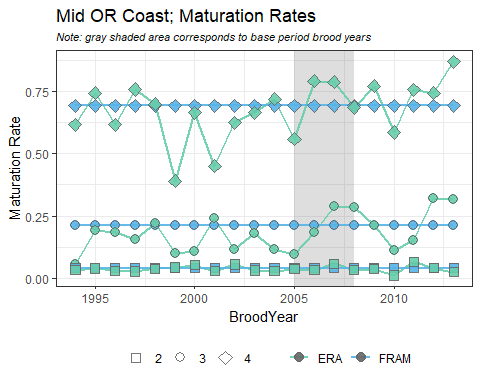 Mid OR Coast; Maturation Rates
Note: gray shaded area corresponds to base period brood years
Maturation Rate
0.75
0.50
0.25
0.00
1995 2000 2005 2010
BroodYear
2 3 4 ERA FRAM